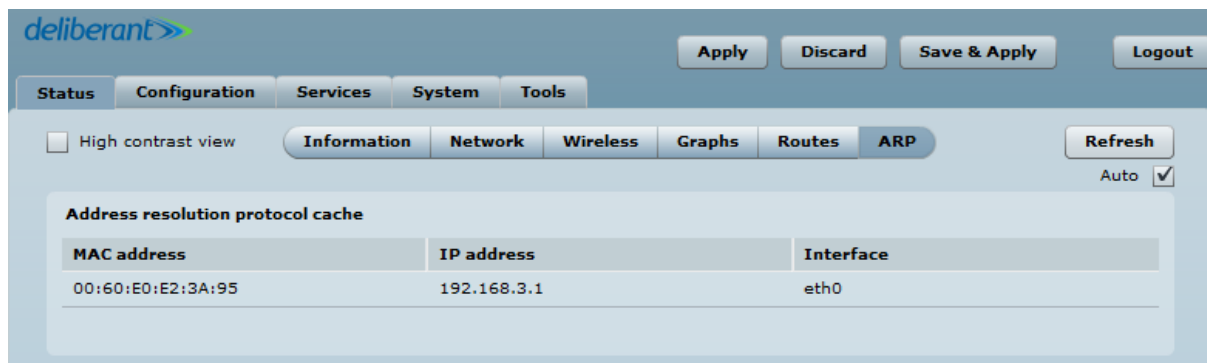 deliberant
Apply Discard Save & Apply Logout
Status Configuration Services System Tools
High contrast view Information Network Wireless Graphs Routes ARP Refresh
Auto
Address resolution protocol cache
MAC address IP address Interface
00:60:E0:E2:3A:95 192.168.3.1 eth0